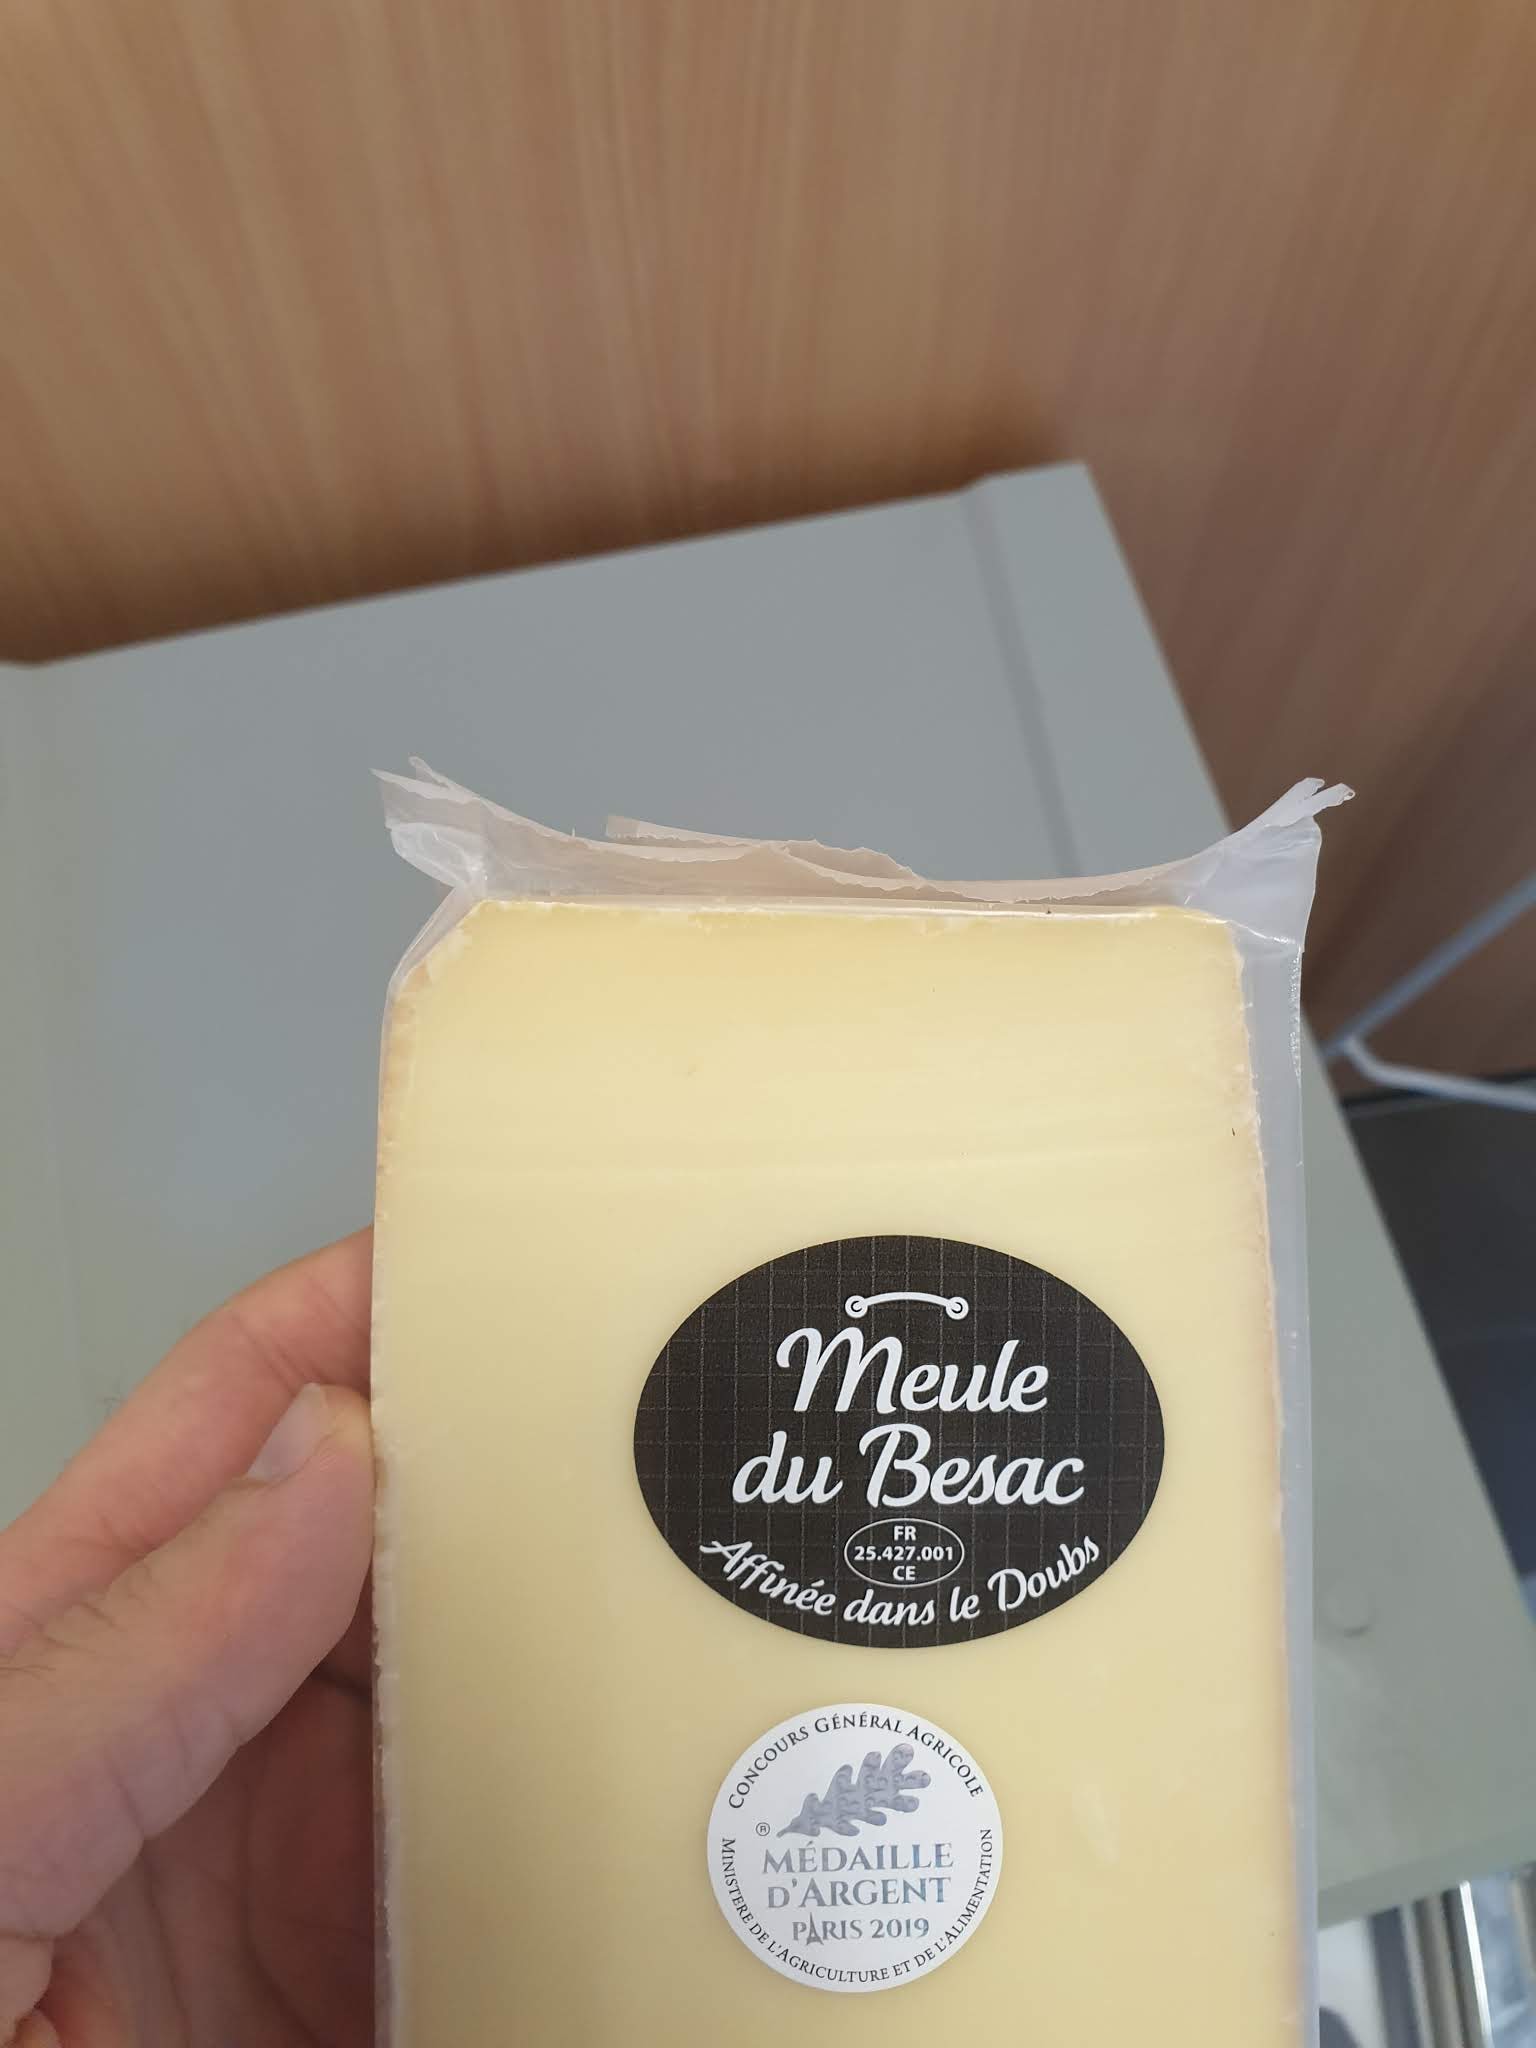 Meule
du Besac
FR
25.427.001
CE
Affinée dans le Doubs
CONCOURS GÉNÉRAL AGRICOLE
®
MÉDAILLE
D'ARGENT
PARIS 2019
MINISTÈRE DE L'AGRICULTURE ET DE L'ALIMENTATION